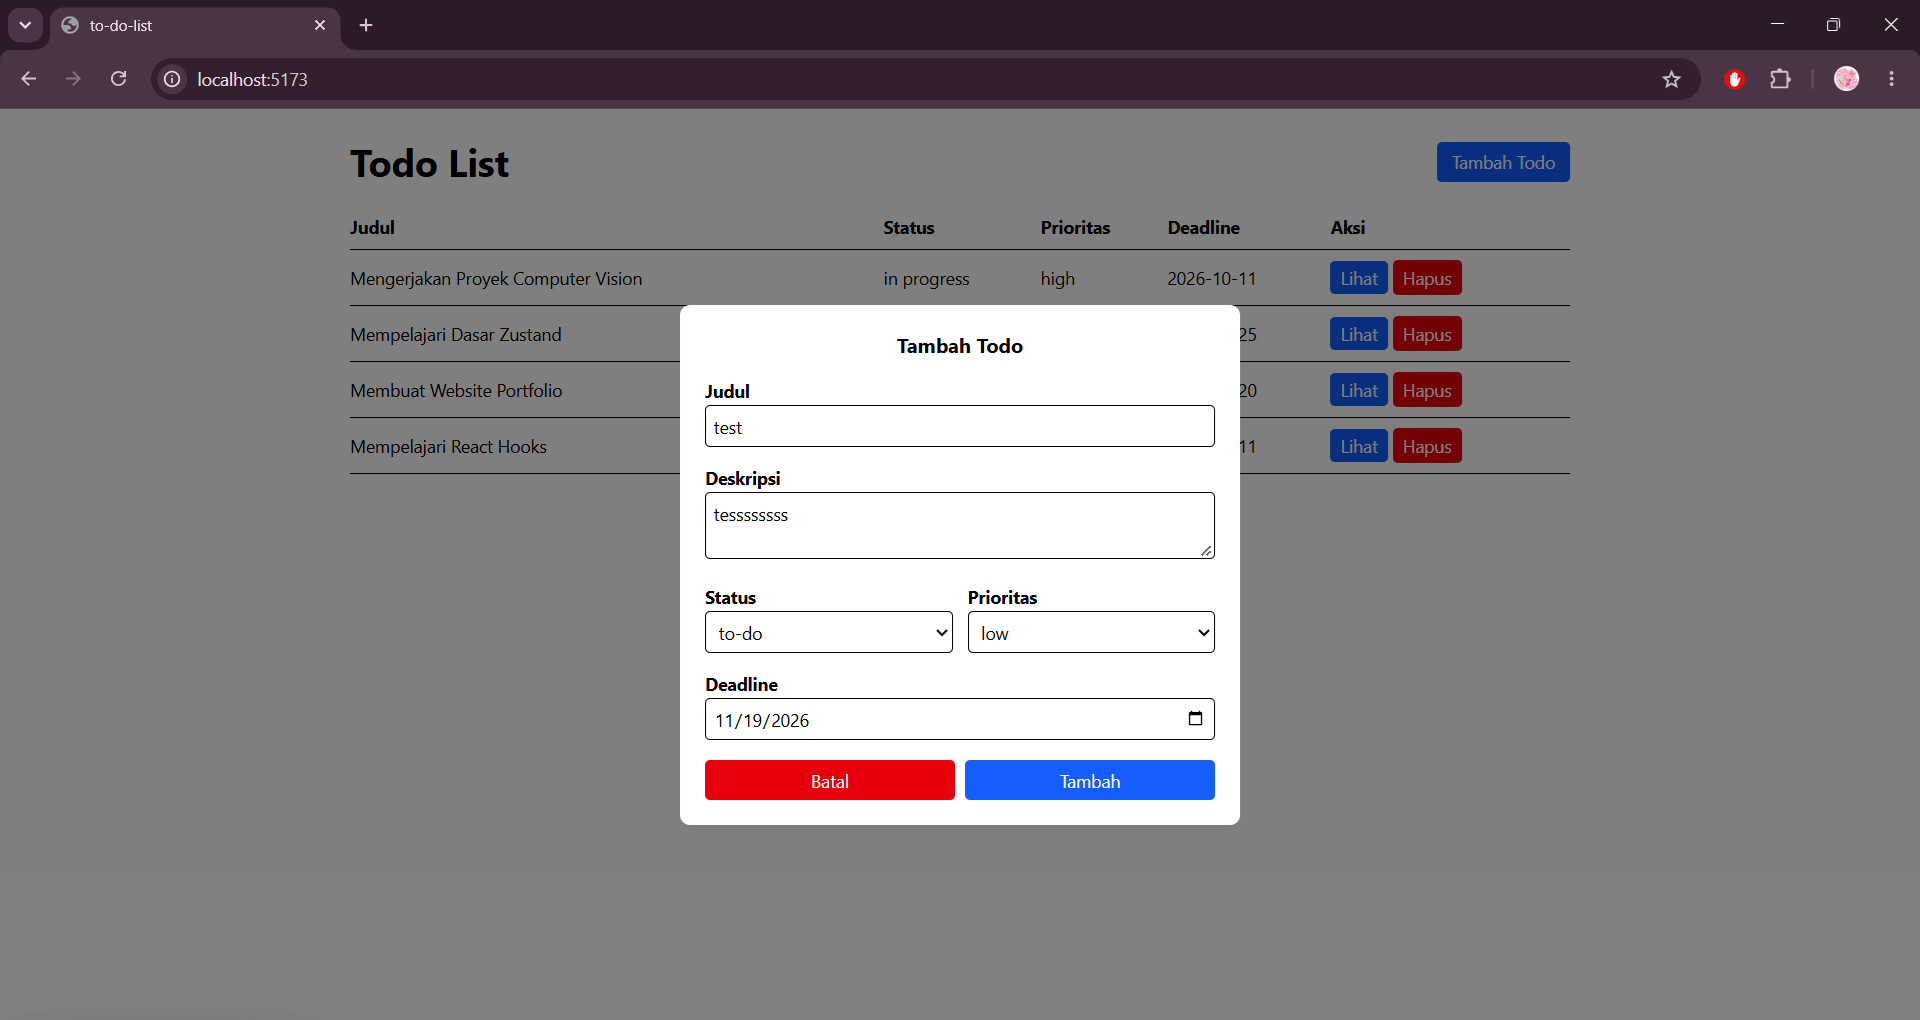 to-do-list
localhost:5173
Todo List
Tambah Todo
Judul Status Prioritas Deadline Aksi
Mengerjakan Proyek Computer Vision in progress high 2026-10-11 Lihat Hapus
Mempelajari Dasar Zustand 25 Lihat Hapus
Membuat Website Portfolio 20 Lihat Hapus
Mempelajari React Hooks 11 Lihat Hapus
Tambah Todo
Judul
test
Deskripsi
tessssssss
Status Prioritas
to-do low
Deadline
11/19/2026
Batal Tambah